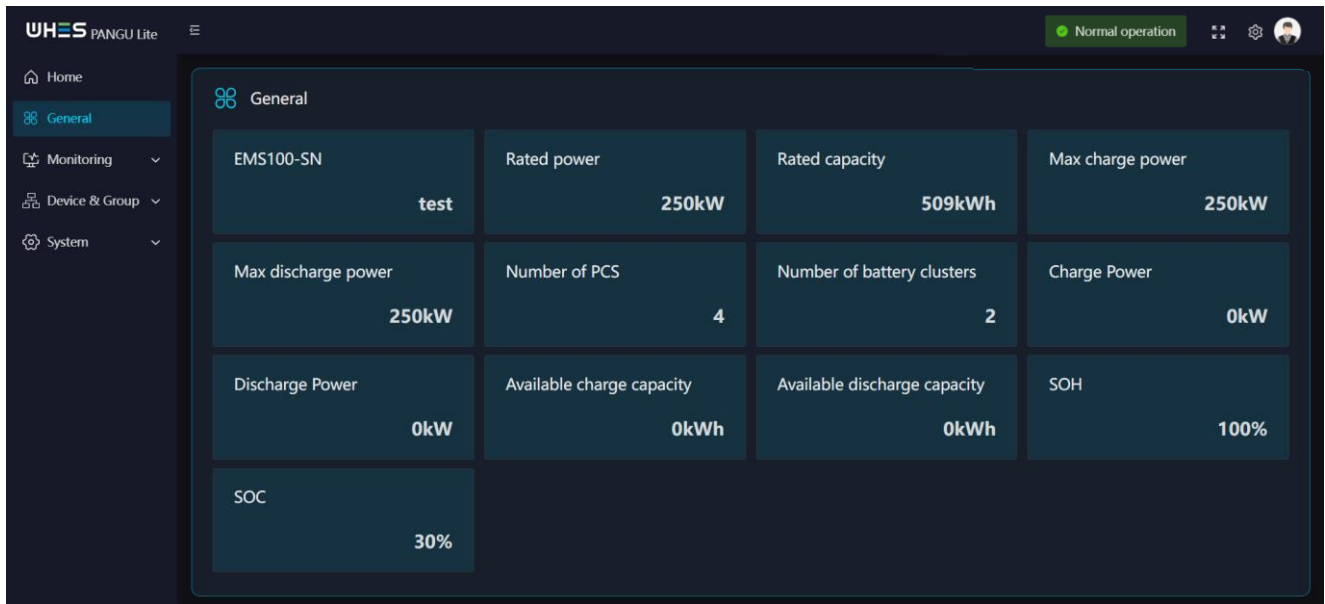 WHES PANGU Lite
Normal operation
Home
General
Monitoring
Device & Group
System
General
EMS100-SN
test
Rated power
250kW
Rated capacity
509kWh
Max charge power
250kW
Max discharge power
250kW
Number of PCS
4
Number of battery clusters
2
Charge Power
0kW
Discharge Power
0kW
Available charge capacity
0kWh
Available discharge capacity
0kWh
SOH
100%
SOC
30%